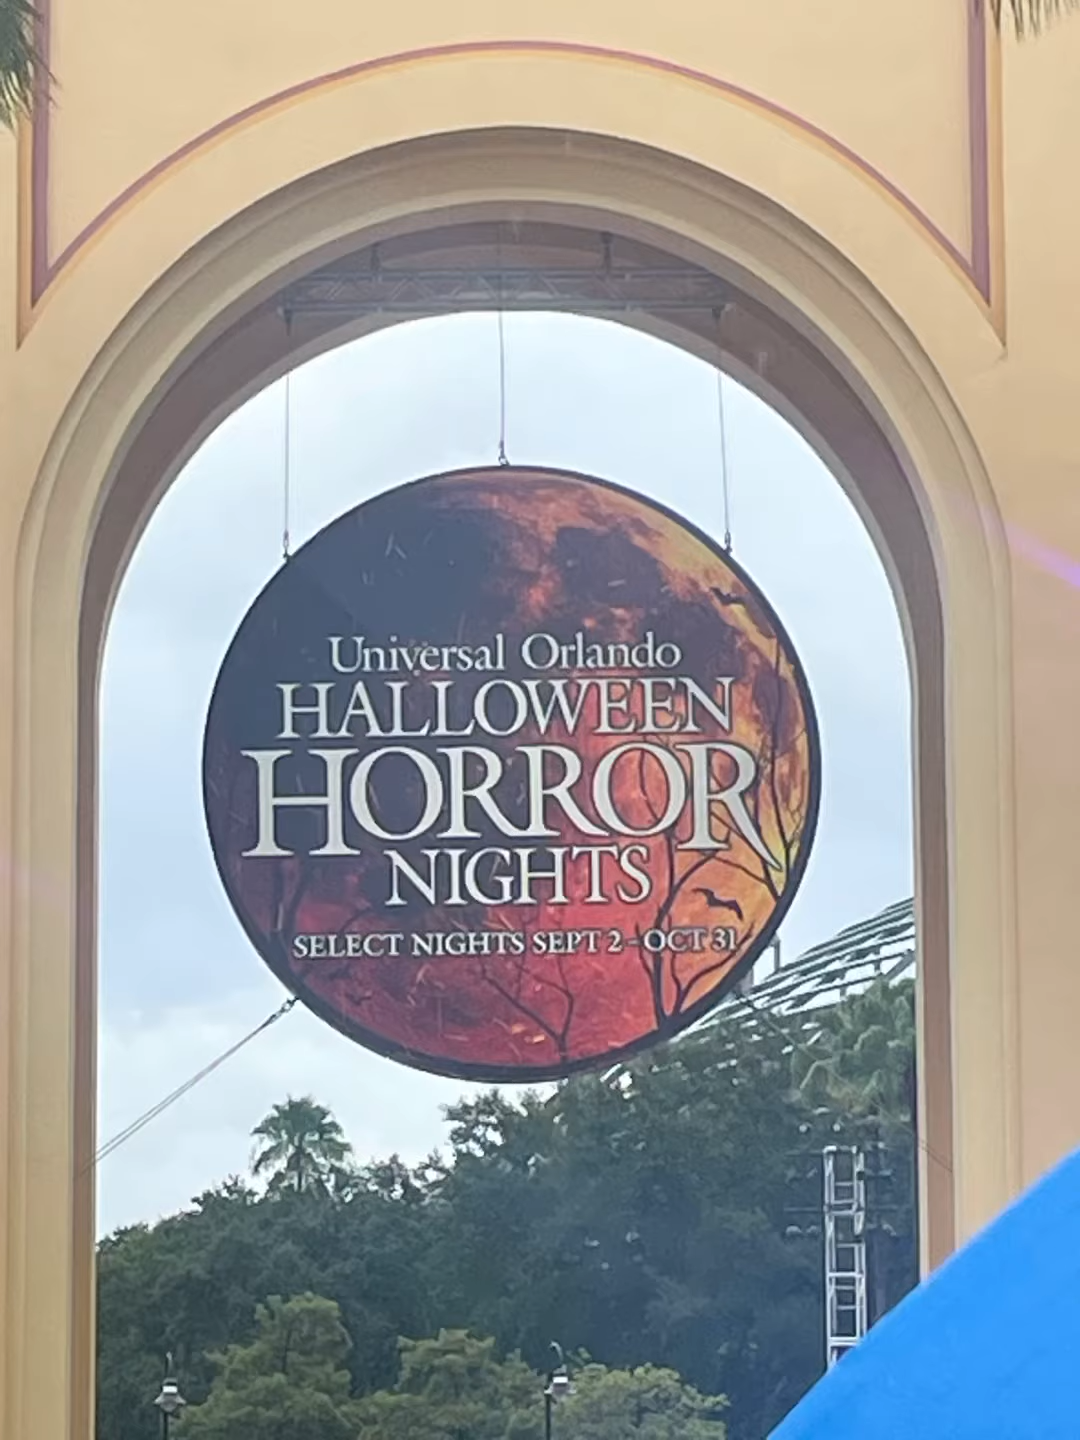 Universal Orlando
HALLOWEEN
HORROR
NIGHTS
SELECT NIGHTS SEPT 2 - OCT 31